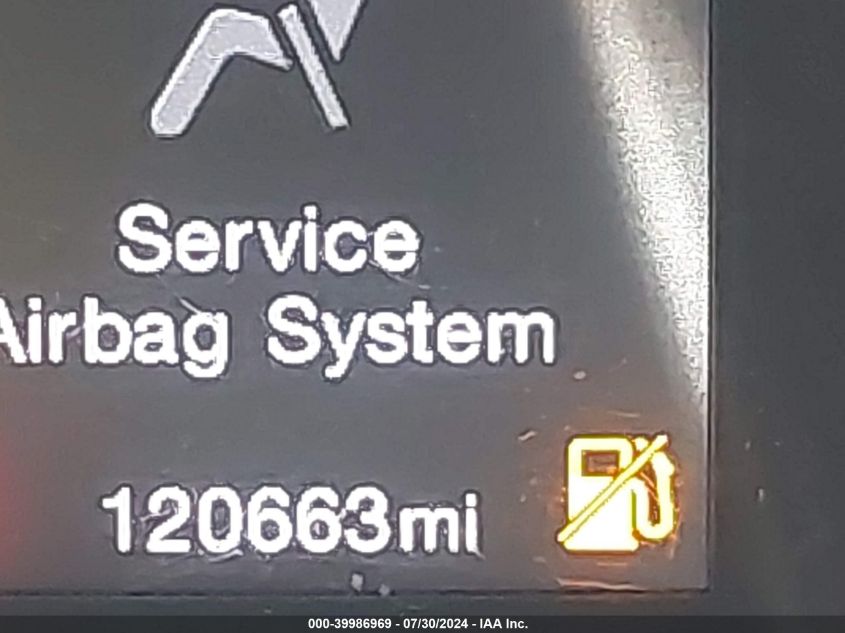 Service
Airbag System
120663mi
000-39986969 - 07/30/2024 - IAA Inc.